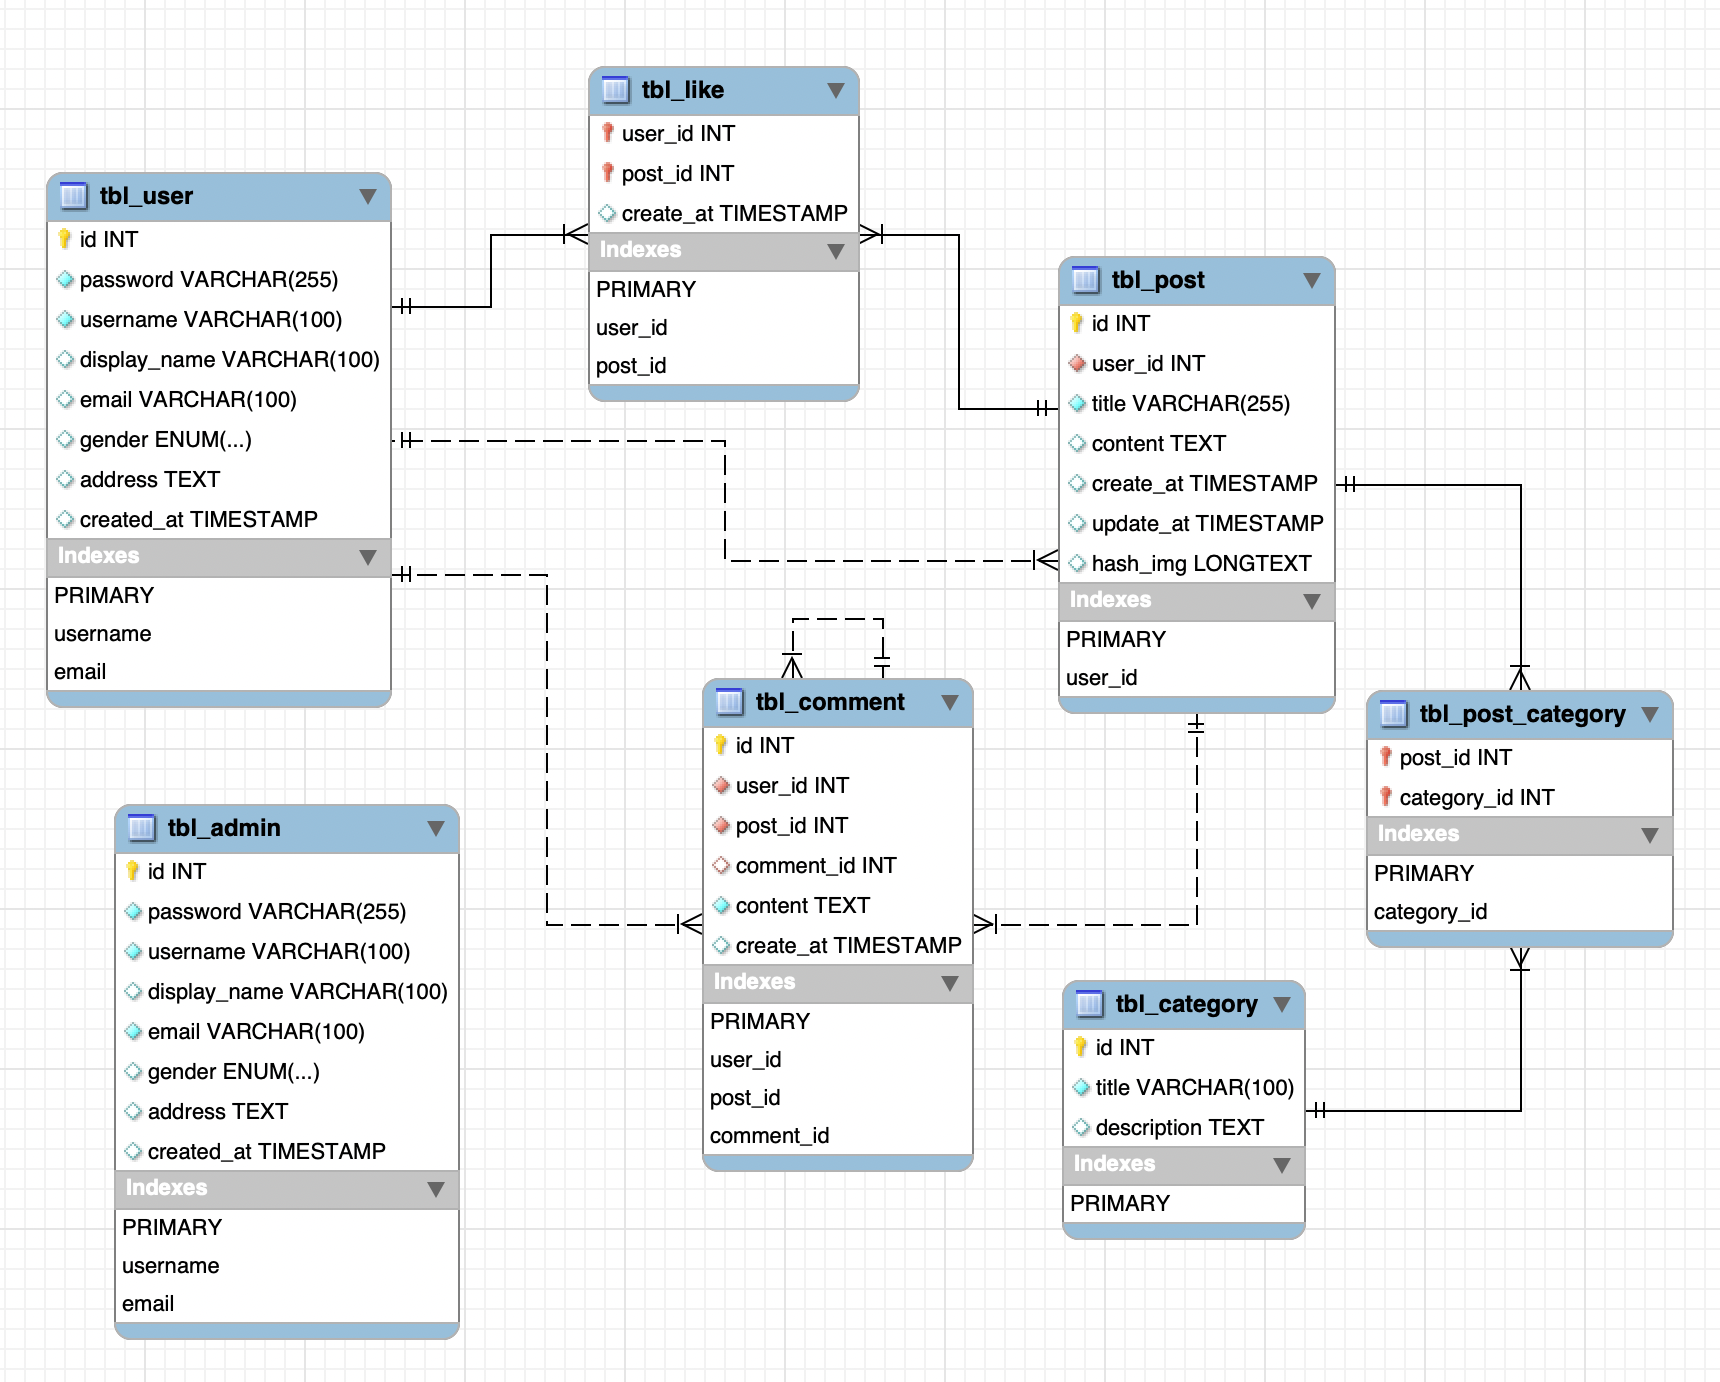 tbl_like
user_id INT
post_id INT
create_at TIMESTAMP
Indexes
PRIMARY
user_id
post_id
tbl_user
id INT
password VARCHAR(255)
username VARCHAR(100)
display_name VARCHAR(100)
email VARCHAR(100)
gender ENUM(...)
address TEXT
created_at TIMESTAMP
Indexes
PRIMARY
username
email
tbl_post
id INT
user_id INT
title VARCHAR(255)
content TEXT
create_at TIMESTAMP
update_at TIMESTAMP
hash_img LONGTEXT
Indexes
PRIMARY
user_id
tbl_comment
id INT
user_id INT
post_id INT
comment_id INT
content TEXT
create_at TIMESTAMP
Indexes
PRIMARY
user_id
post_id
comment_id
tbl_post_category
post_id INT
category_id INT
Indexes
PRIMARY
category_id
tbl_admin
id INT
password VARCHAR(255)
username VARCHAR(100)
display_name VARCHAR(100)
email VARCHAR(100)
gender ENUM(...)
address TEXT
created_at TIMESTAMP
Indexes
PRIMARY
username
email
tbl_category
id INT
title VARCHAR(100)
description TEXT
Indexes
PRIMARY